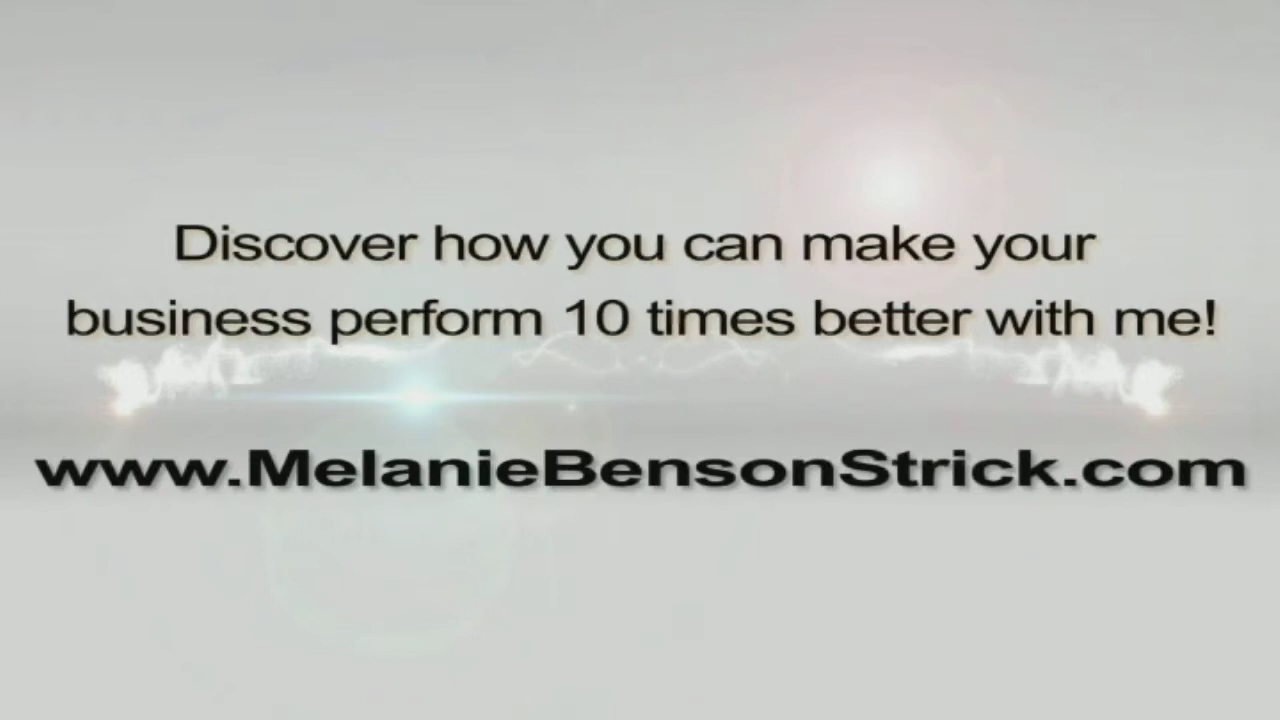 Discover how you can make your
business perform 10 times better with me!
www.MelanieBensonStrick.com